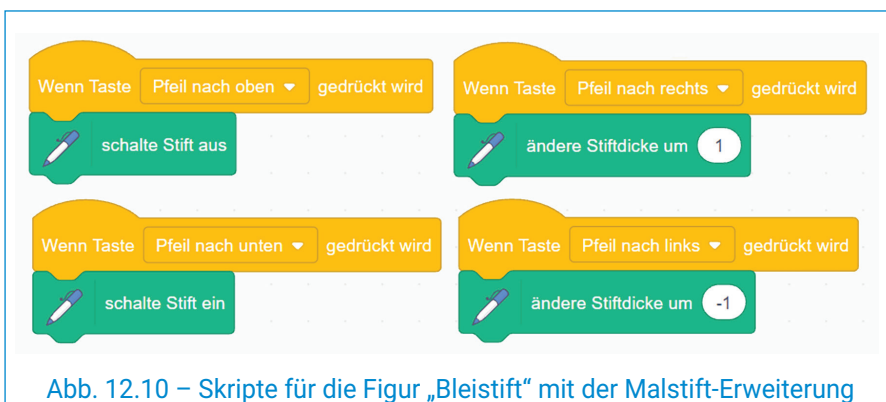 Wenn Taste Pfeil nach oben gedrückt wird
schalte Stift aus
Wenn Taste Pfeil nach rechts gedrückt wird
ändere Stiftdicke um 1
Wenn Taste Pfeil nach unten gedrückt wird
schalte Stift ein
Wenn Taste Pfeil nach links gedrückt wird
ändere Stiftdicke um -1
Abb. 12.10 – Skripte für die Figur „Bleistift“ mit der Malstift-Erweiterung